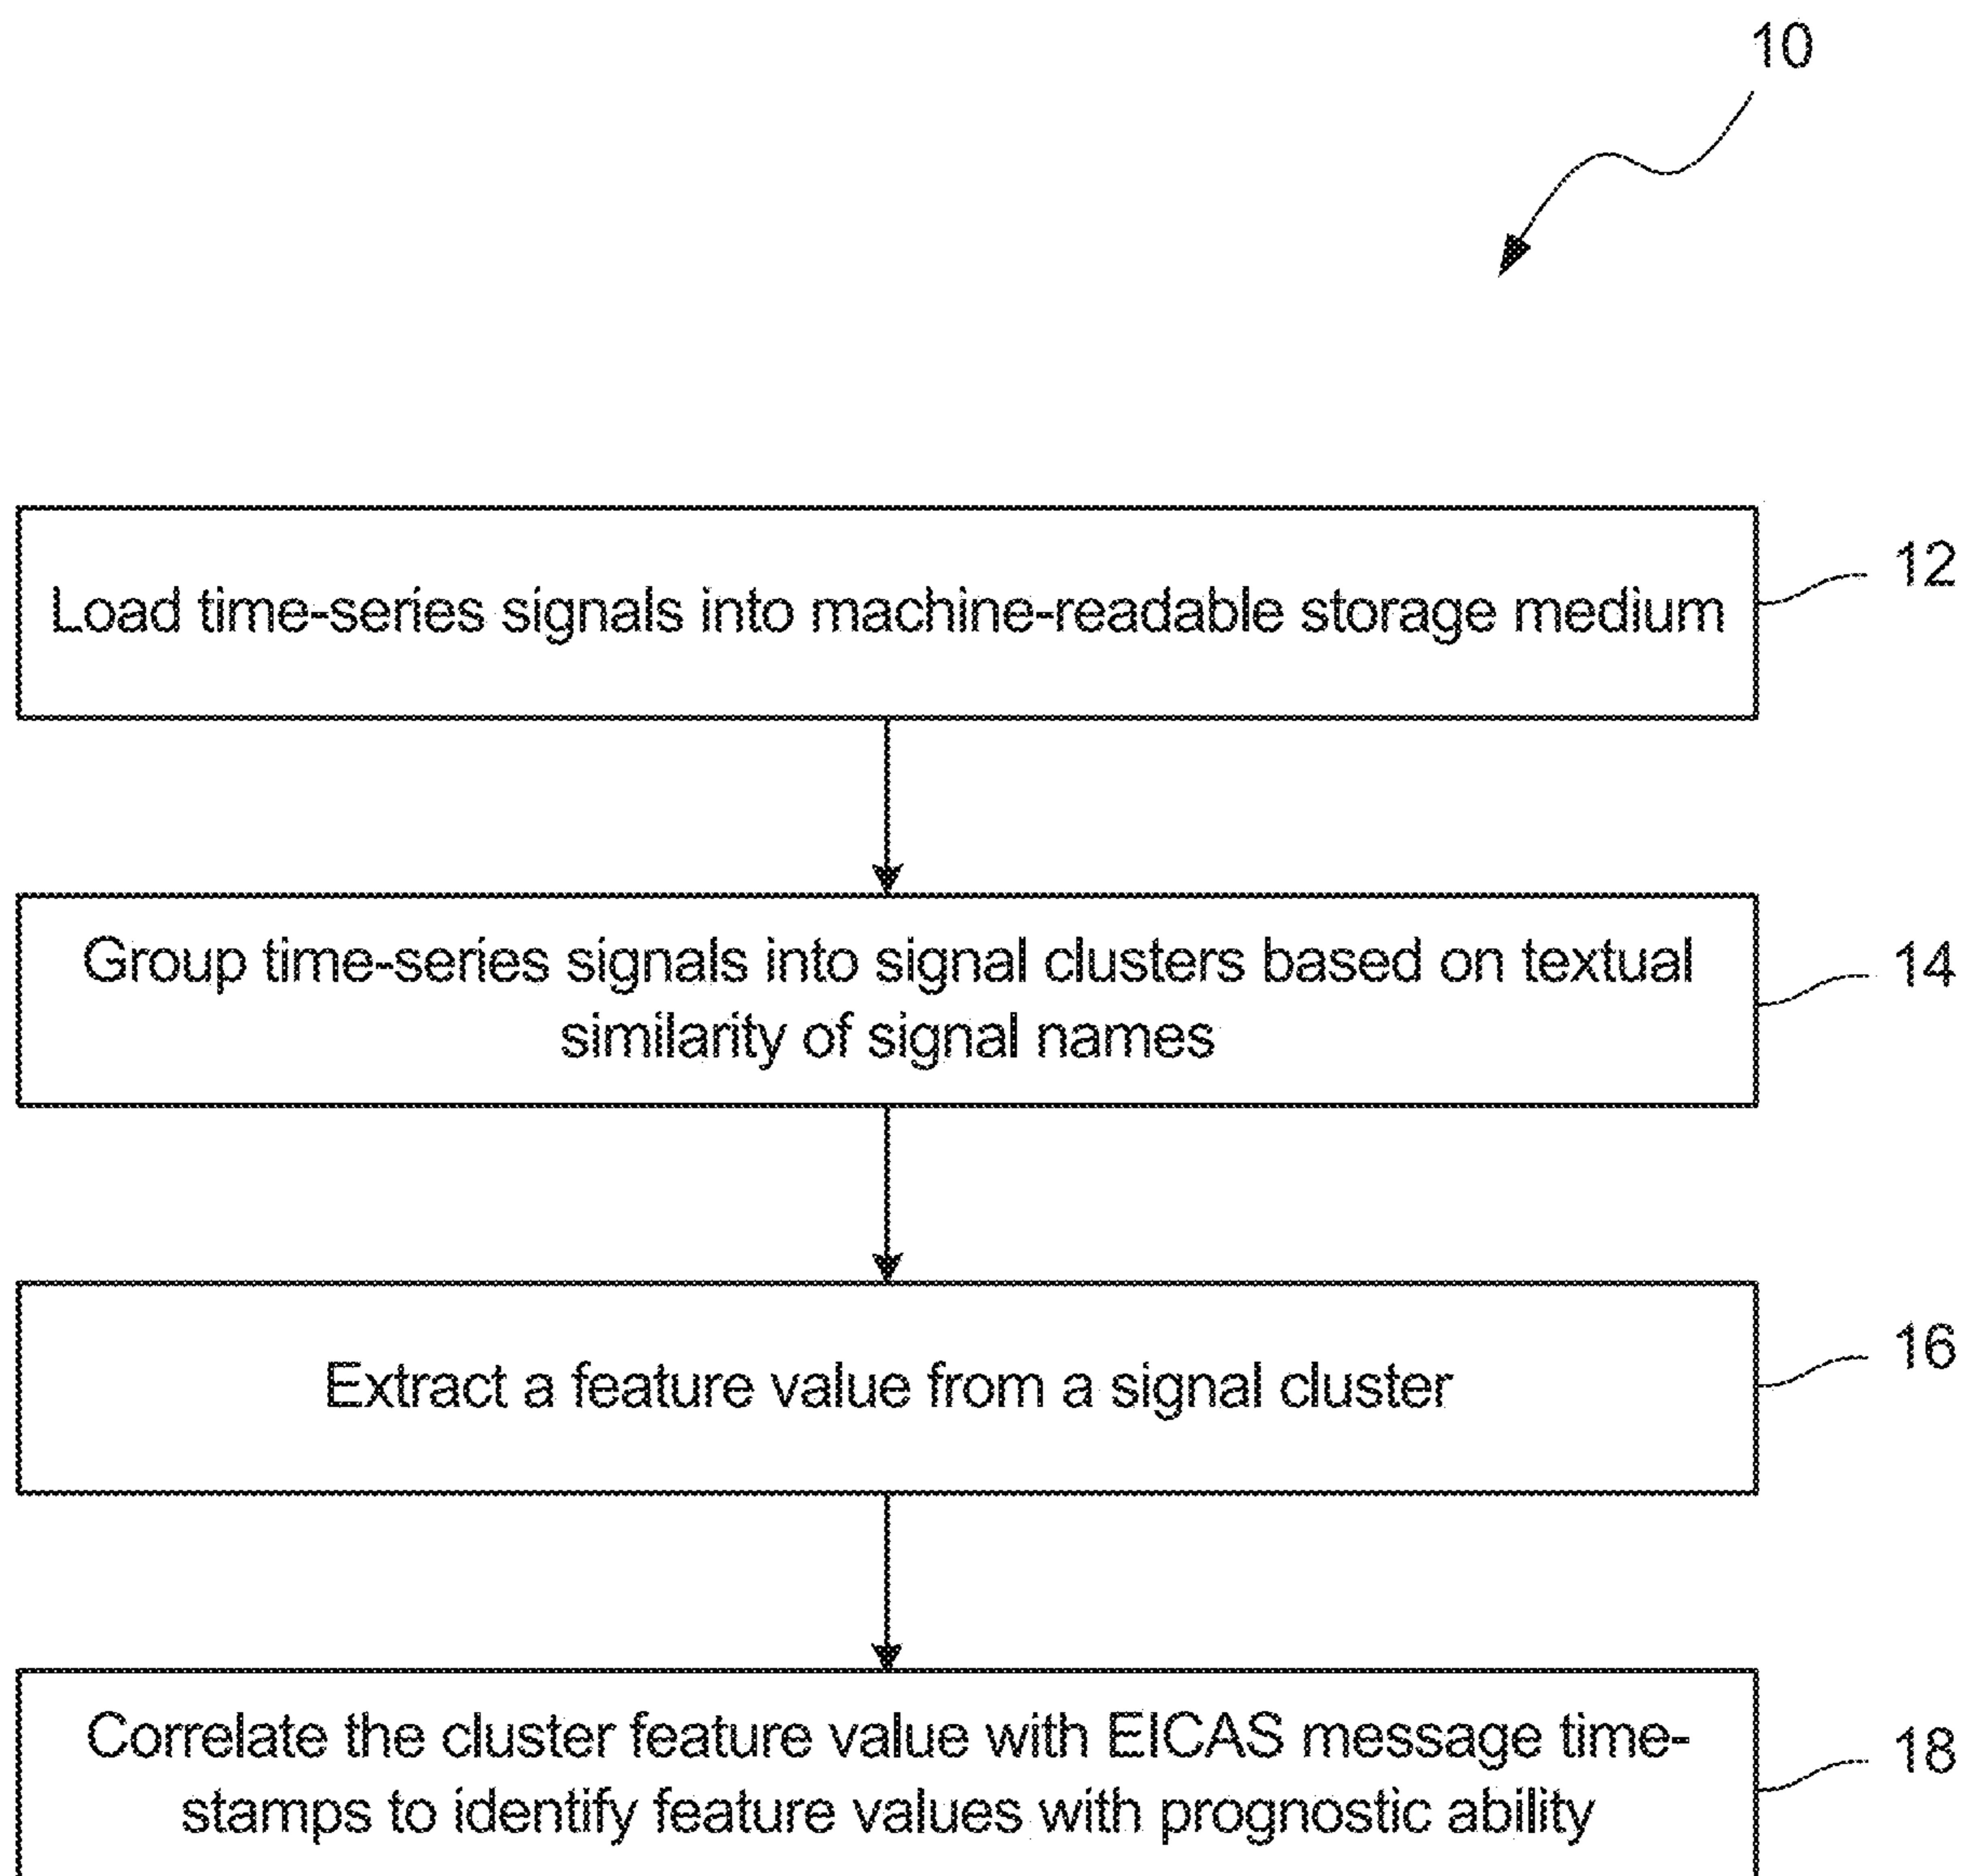 10
Load time-series signals into machine-readable storage medium
12
Group time-series signals into signal clusters based on textual
similarity of signal names
14
Extract a feature value from a signal cluster
16
Correlate the cluster feature value with EICAS message time-
stamps to identify feature values with prognostic ability
18